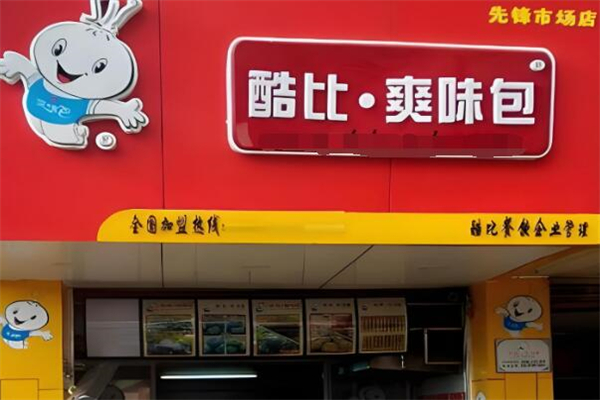 先锋市场店
酷比·爽味包
全国加盟热线:
酷比餐饮企业管理